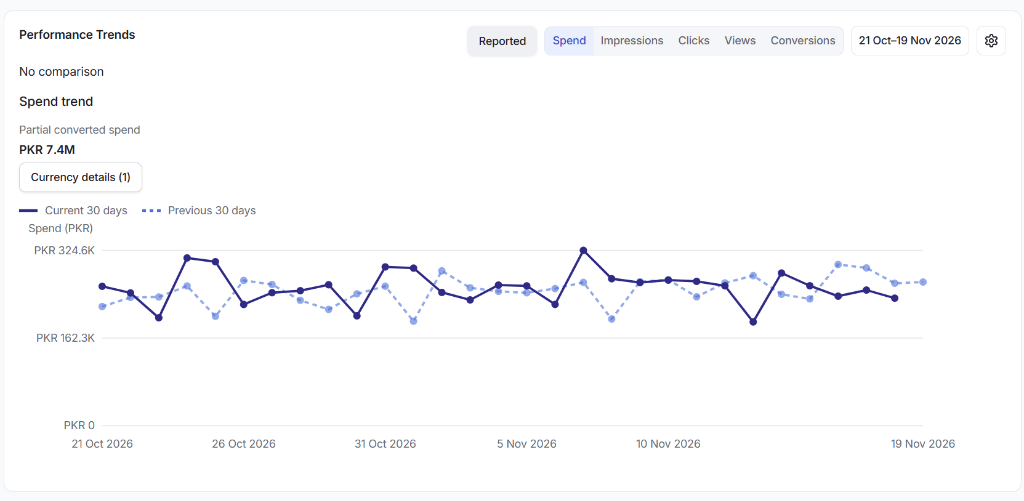 Performance Trends
Reported
Spend Impressions Clicks Views Conversions
21 Oct–19 Nov 2026
No comparison
Spend trend
Partial converted spend
PKR 7.4M
Currency details (1)
Current 30 days Previous 30 days
Spend (PKR)
PKR 324.6K
PKR 162.3K
PKR 0
21 Oct 2026 26 Oct 2026 31 Oct 2026 5 Nov 2026 10 Nov 2026 19 Nov 2026